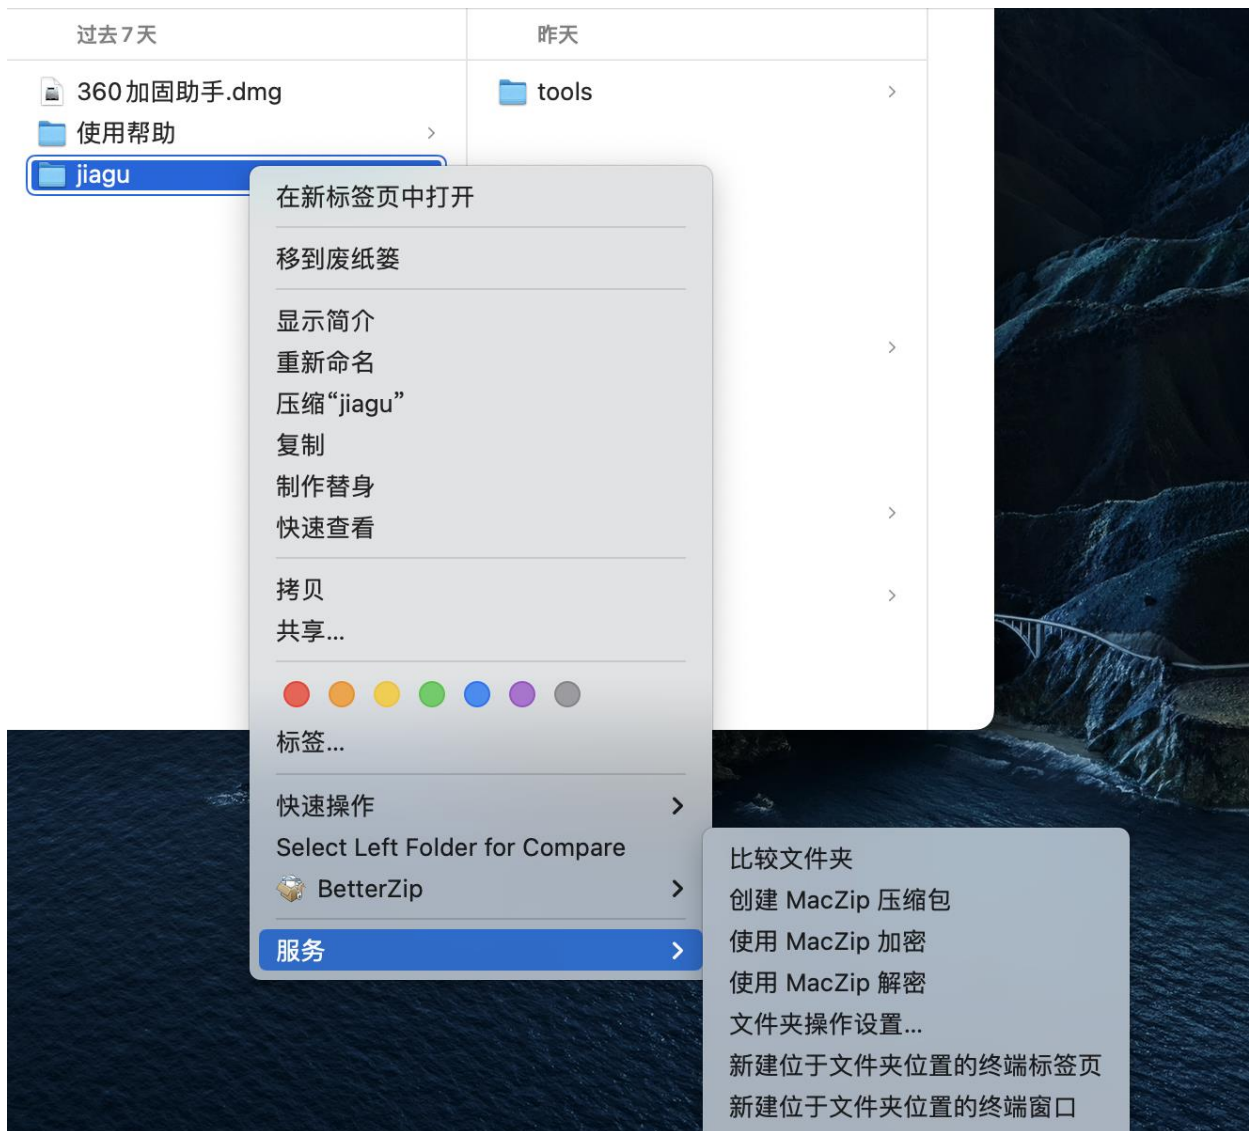 过去7天
昨天
360加固助手.dmg
tools
使用帮助
jiagu
在新标签页中打开
移到废纸篓
显示简介
重新命名
压缩“jiagu”
复制
制作替身
快速查看
拷贝
共享...
标签...
快速操作
Select Left Folder for Compare
BetterZip
服务
比较文件夹
创建 MacZip 压缩包
使用 MacZip 加密
使用 MacZip 解密
文件夹操作设置...
新建位于文件夹位置的终端标签页
新建位于文件夹位置的终端窗口